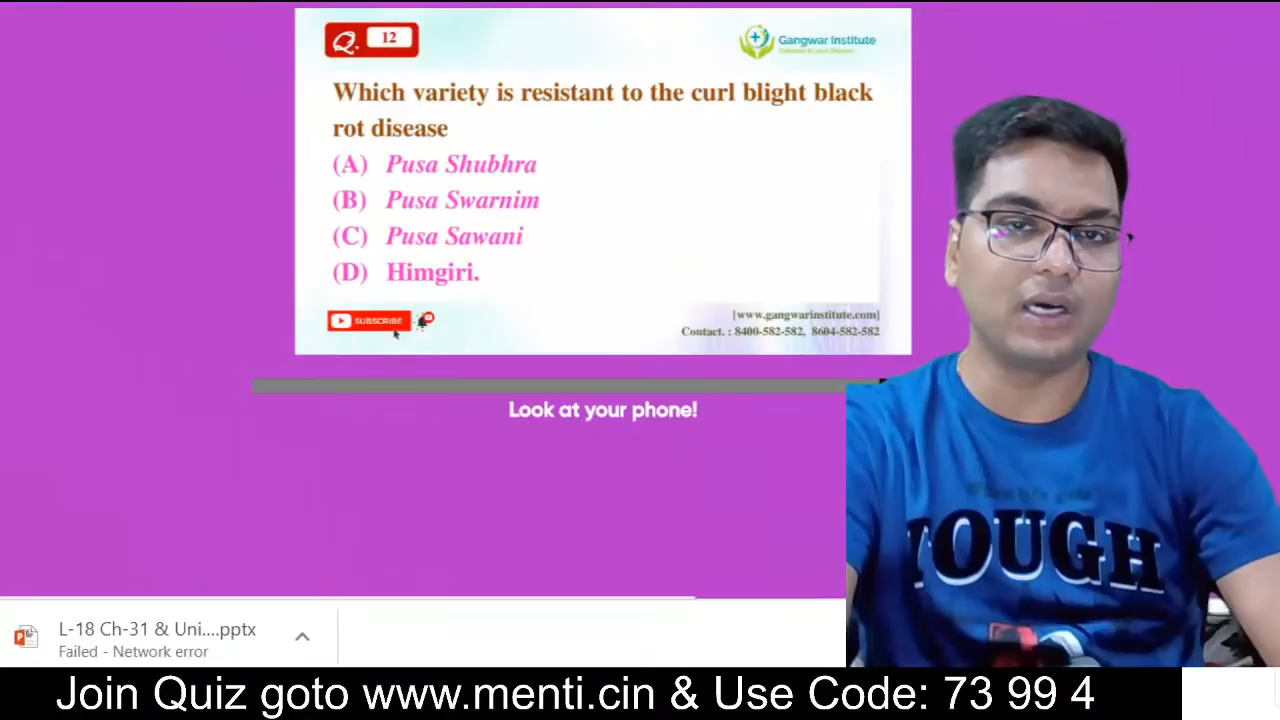 Q. 12
Gangwar Institute
Which variety is resistant to the curl blight black
rot disease
(A) Pusa Shubhra
(B) Pusa Swarnim
(C) Pusa Sawani
(D) Himgiri.
SUBSCRIBE
[www.gangwarinstitute.com]
Contact. : 8400-582-582, 8604-582-582
Look at your phone!
TOUGH
L-18 Ch-31 & Uni....pptx
Failed - Network error
Join Quiz goto www.menti.cin & Use Code: 73 99 4